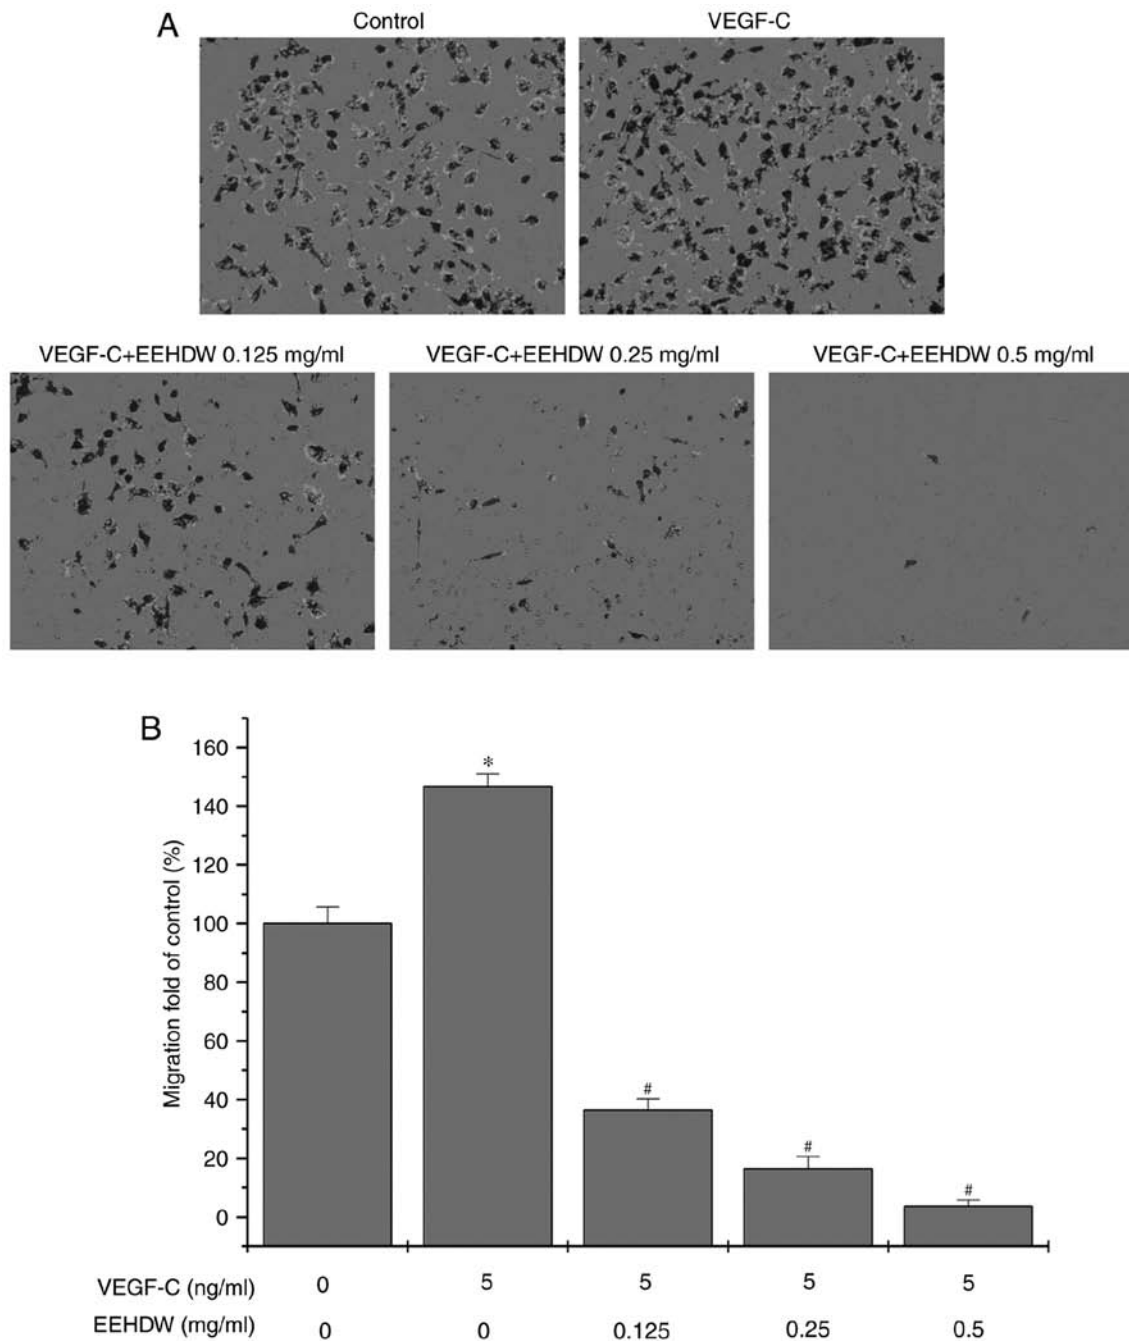 A
Control VEGF-C
VEGF-C+EEHDW 0.125 mg/ml VEGF-C+EEHDW 0.25 mg/ml VEGF-C+EEHDW 0.5 mg/ml
B
Migration fold of control (%)
160
140
120
100
80
60
40
20
0
*
#
#
#
VEGF-C (ng/ml) 0 5 5 5 5
EEHDW (mg/ml) 0 0 0.125 0.25 0.5